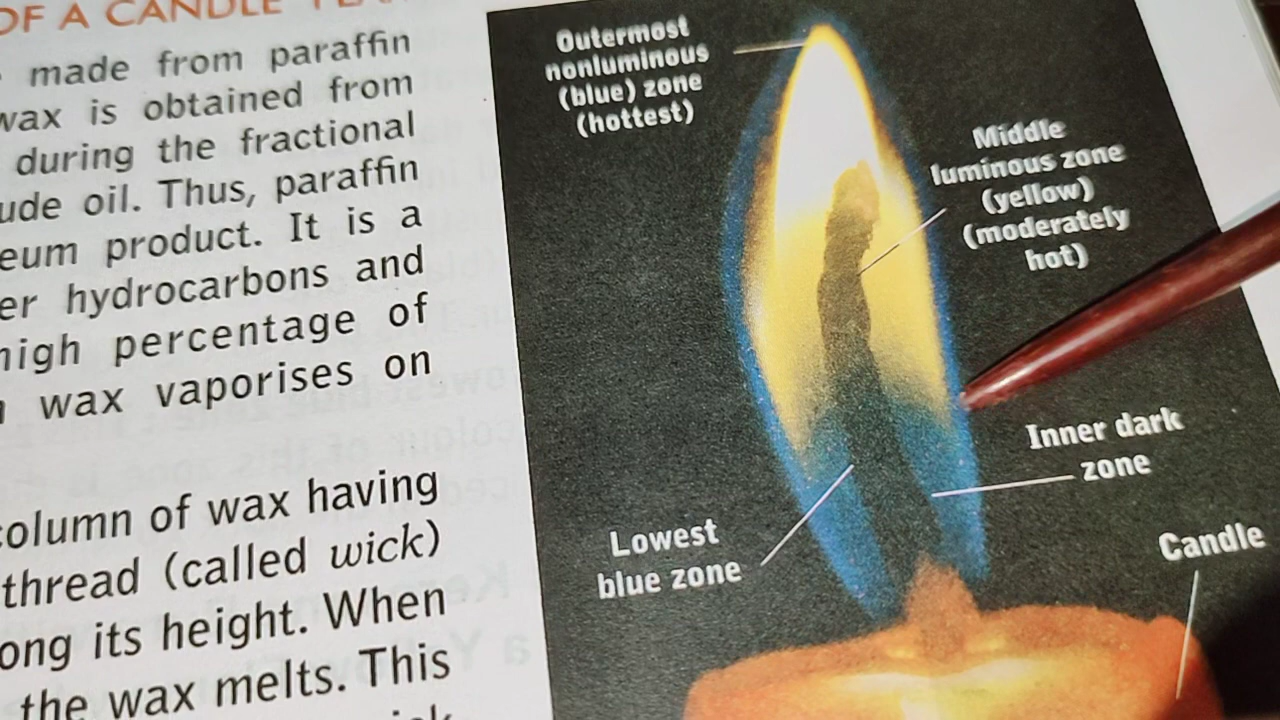 OF A CANDLE
made from paraffin
wax is obtained from
during the fractional
ude oil. Thus, paraffin
eum product. It is a
er hydrocarbons and
high percentage of
wax vaporises on
column of wax having
thread (called wick)
ong its height. When
the wax melts. This
Outermost
nonluminous
(blue) zone
(hottest)
Middle
luminous zone
(yellow)
(moderately
hot)
Inner dark
zone
Lowest
blue zone
Candle